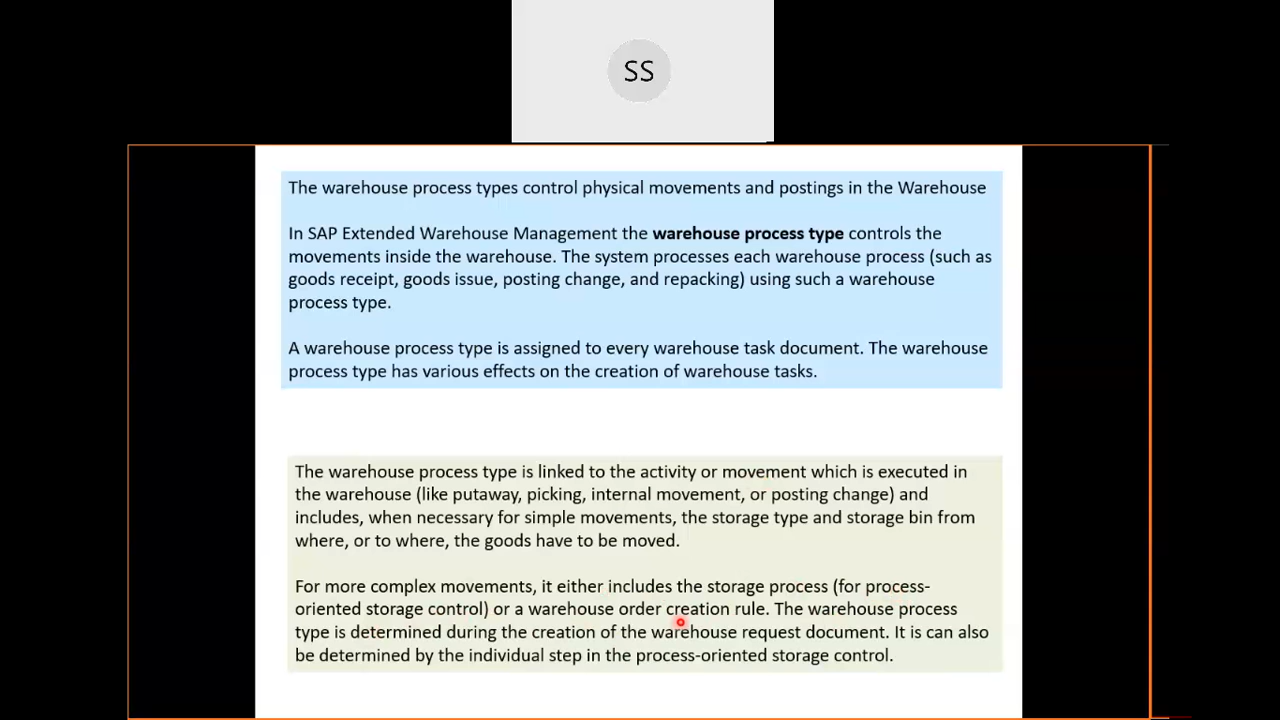 SS
The warehouse process types control physical movements and postings in the Warehouse
In SAP Extended Warehouse Management the warehouse process type controls the
movements inside the warehouse. The system processes each warehouse process (such as
goods receipt, goods issue, posting change, and repacking) using such a warehouse
process type.
A warehouse process type is assigned to every warehouse task document. The warehouse
process type has various effects on the creation of warehouse tasks.
The warehouse process type is linked to the activity or movement which is executed in
the warehouse (like putaway, picking, internal movement, or posting change) and
includes, when necessary for simple movements, the storage type and storage bin from
where, or to where, the goods have to be moved.
For more complex movements, it either includes the storage process (for process-
oriented storage control) or a warehouse order creation rule. The warehouse process
type is determined during the creation of the warehouse request document. It is can also
be determined by the individual step in the process-oriented storage control.